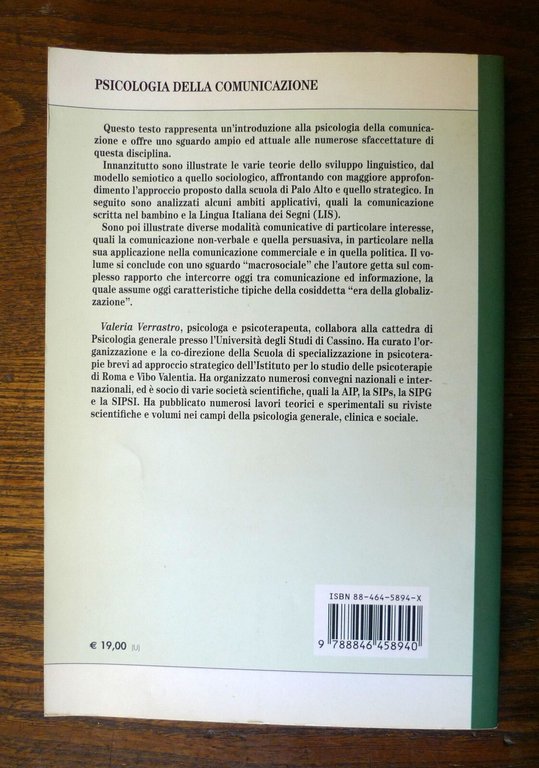 PSICOLOGIA DELLA COMUNICAZIONE
Questo testo rappresenta un'introduzione alla psicologia della comunica-
zione e offre uno sguardo ampio ed attuale alle numerose sfaccettature di
questa disciplina.
Innanzitutto sono illustrate le varie teorie dello sviluppo linguistico, dal
modello semiotico a quello sociologico, affrontando con maggiore approfon-
dimento l'approccio proposto dalla scuola di Palo Alto e quello strategico. In
seguito sono analizzati alcuni ambiti applicativi, quali la comunicazione
scritta nel bambino e la Lingua Italiana dei Segni (LIS).
Sono poi illustrate diverse modalità comunicative di particolare interesse,
quali la comunicazione non-verbale e quella persuasiva, in particolare nella
sua applicazione nella comunicazione commerciale e in quella politica. Il vo-
lume si conclude con uno sguardo "macrosociale" che l'autore getta sul com-
plesso rapporto che intercorre oggi tra comunicazione ed informazione, la
quale assume oggi caratteristiche tipiche della cosiddetta "era della globaliz-
zazione".
Valeria Verrastro, psicologa e psicoterapeuta, collabora alla cattedra di
Psicologia generale presso l'Università degli Studi di Cassino. Ha curato l'or-
ganizzazione e la co-direzione della Scuola di specializzazione in psicotera-
pie brevi ad approccio strategico dell'Istituto per lo studio delle psicoterapie
di Roma e Vibo Valentia. Ha organizzato numerosi convegni nazionali e inter-
nazionali, ed è socio di varie società scientifiche, quali la AIP, la SIPs, la SIPG
e la SIPSI. Ha pubblicato numerosi lavori teorici e sperimentali su riviste
scientifiche e volumi nei campi della psicologia generale, clinica e sociale.
ISBN 88-464-5894-X
€ 19,00 (U)
9 788846 458940